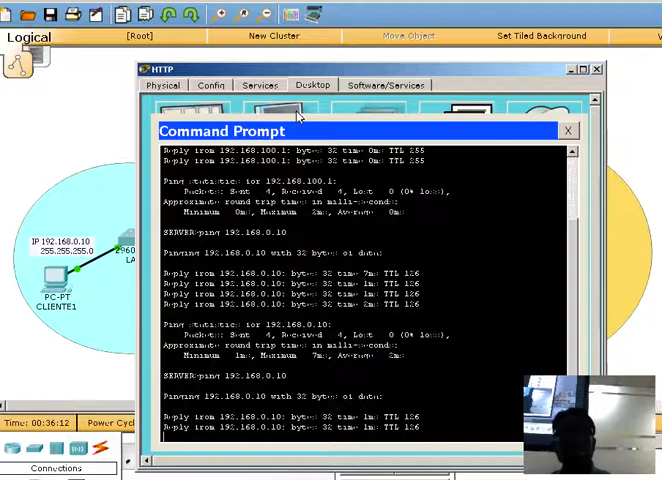 Logical
[Root]
New Cluster
Move Object
Set Tiled Background
HTTP
Physical
Config
Services
Desktop
Software/Services
Command Prompt
X
Reply from 192.168.100.1: bytes 32 time 0ms TTL 255
Reply from 192.168.100.1: bytes 32 time 0ms TTL 255
Ping statistics for 192.168.100.1:
Packets: Sent 4, Received 4, Lost 0 (0% loss),
Approximate round trip times in milli-seconds:
Minimum 0ms, Maximum 2ms, Average 0ms
SERVER>ping 192.168.0.10
Pinging 192.168.0.10 with 32 bytes of data:
Reply from 192.168.0.10: bytes 32 time 7ms TTL 126
Reply from 192.168.0.10: bytes 32 time 1ms TTL 126
Reply from 192.168.0.10: bytes 32 time 1ms TTL 126
Reply from 192.168.0.10: bytes 32 time 2ms TTL 126
Ping statistics for 192.168.0.10:
Packets: Sent 4, Received 4, Lost 0 (0% loss),
Approximate round trip times in milli-seconds:
Minimum 1ms, Maximum 7ms, Average 2ms
SERVER>ping 192.168.0.10
Pinging 192.168.0.10 with 32 bytes of data:
Reply from 192.168.0.10: bytes 32 time 1ms TTL 126
Reply from 192.168.0.10: bytes 32 time 1ms TTL 126
IP 192.168.0.10
255.255.255.0
2960
LA
PC-PT
CLIENTE1
Time: 00:36:12
Power Cyc
Connections